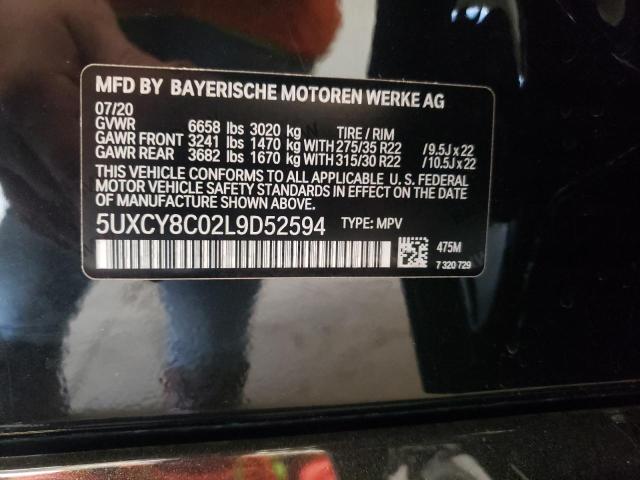 MFD BY BAYERISCHE MOTOREN WERKE AG
07/20
GVWR 6658 lbs 3020 kg TIRE / RIM
GAWR FRONT 3241 lbs 1470 kg WITH 275/35 R22 / 9.5J x 22
GAWR REAR 3682 lbs 1670 kg WITH 315/30 R22 / 10.5J x 22
THIS VEHICLE CONFORMS TO ALL APPLICABLE U. S. FEDERAL
MOTOR VEHICLE SAFETY STANDARDS IN EFFECT ON THE DATE
OF MANUFACTURE SHOWN ABOVE.
5UXCY8C02L9D52594 TYPE: MPV
475M
7 320 729